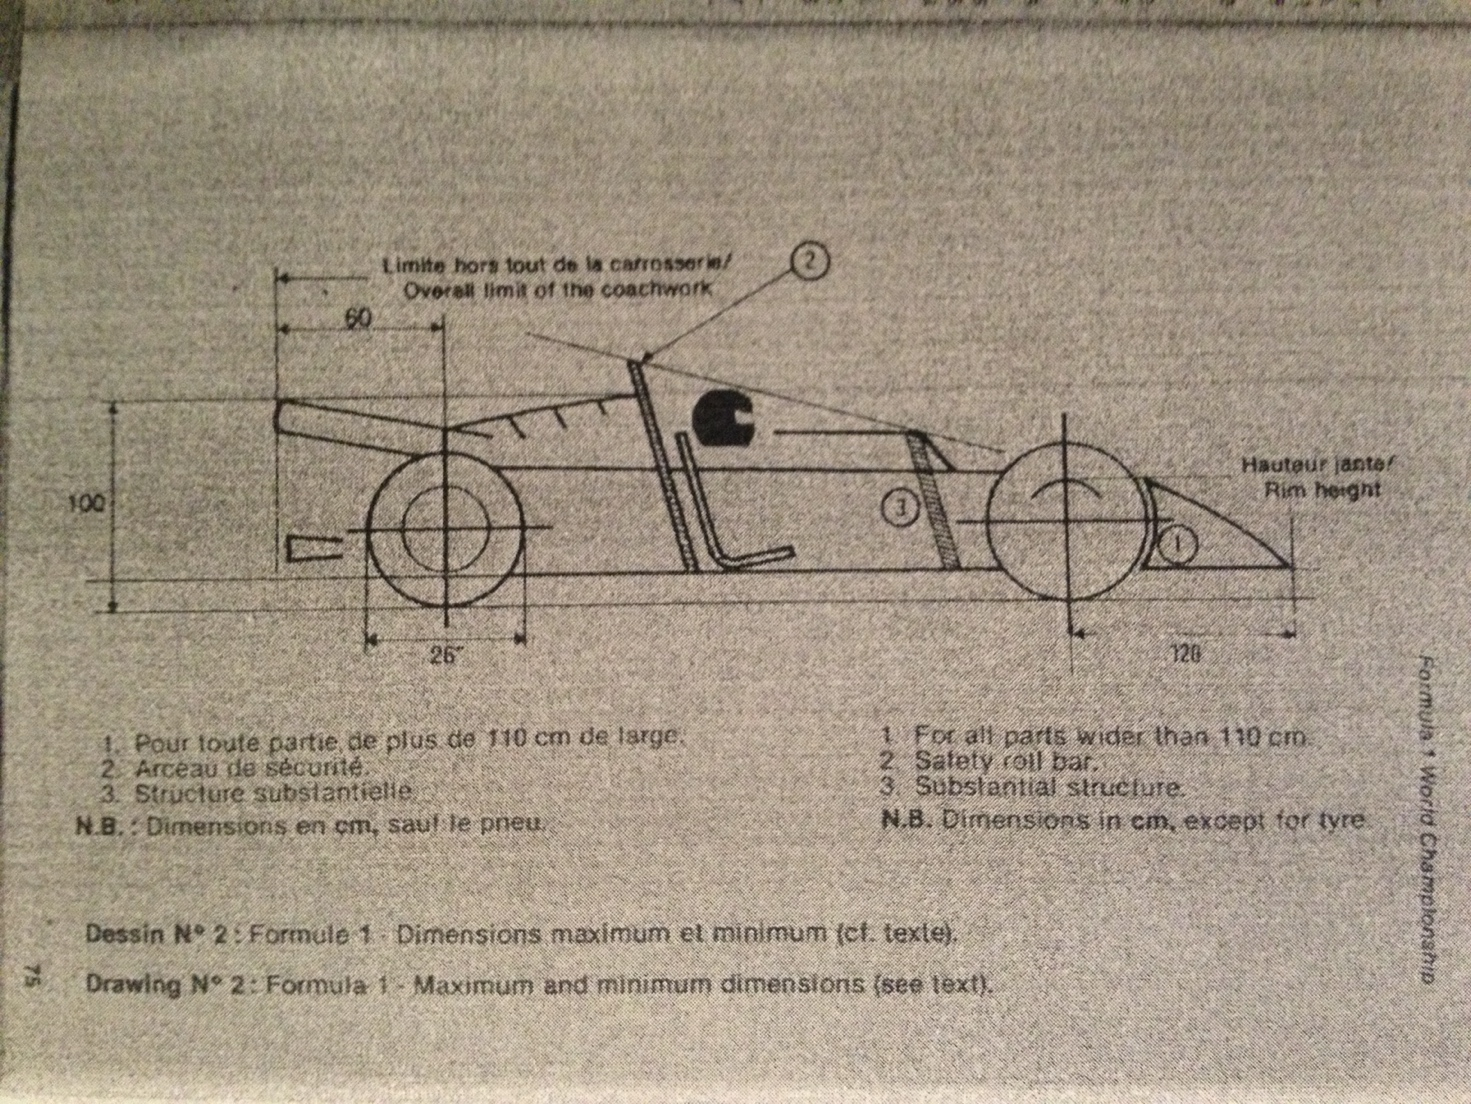 Limite hors tout de la carrosserie/
Overall limit of the coachwork
2
60
100
Hauteur jante/
Rim height
3
1
26"
120
1. Pour toute partie de plus de 110 cm de large.
2. Arceau de sécurité.
3. Structure substantielle.
N.B. : Dimensions en cm, sauf le pneu.
1. For all parts wider than 110 cm.
2. Safety roll bar.
3. Substantial structure.
N.B. Dimensions in cm, except for tyre.
Dessin N° 2 : Formule 1 - Dimensions maximum et minimum (cf. texte).
Drawing N° 2 : Formula 1 - Maximum and minimum dimensions (see text).
Formula 1 World Championship
75